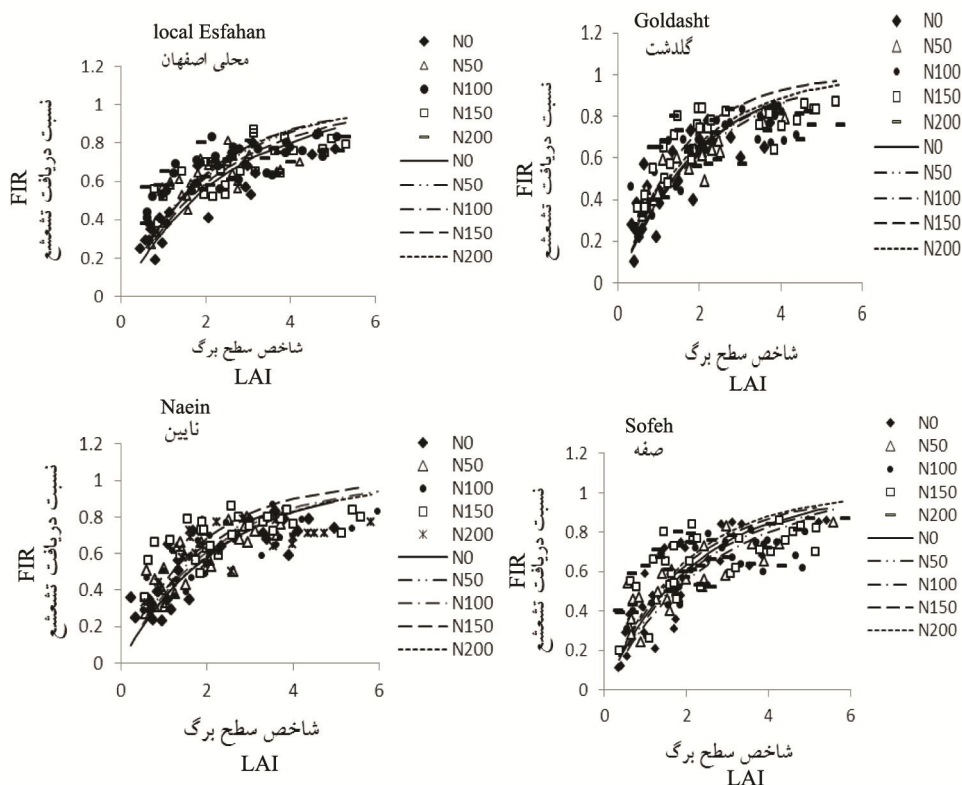 local Esfahan
محلی اصفهان
FIR
نسبت دریافت تشعشع
1.2
1
0.8
0.6
0.4
0.2
0
0
2
4
6
شاخص سطح برگ
LAI
N0
N50
N100
N150
N200
N0
N50
N100
N150
N200
Goldasht
گلدشت
FIR
نسبت دریافت تشعشع
1.2
1
0.8
0.6
0.4
0.2
0
0
2
4
6
شاخص سطح برگ
LAI
N0
N50
N100
N150
N200
N0
N50
N100
N150
N200
Naein
نایین
FIR
نسبت دریافت تشعشع
1.2
1
0.8
0.6
0.4
0.2
0
0
2
4
6
شاخص سطح برگ
LAI
N0
N50
N100
N150
N200
N0
N50
N100
N150
N200
Sofeh
صفه
FIR
نسبت دریافت تشعشع
1.2
1
0.8
0.6
0.4
0.2
0
0
2
4
6
شاخص سطح برگ
LAI
N0
N50
N100
N150
N200
N0
N50
N100
N150
N200